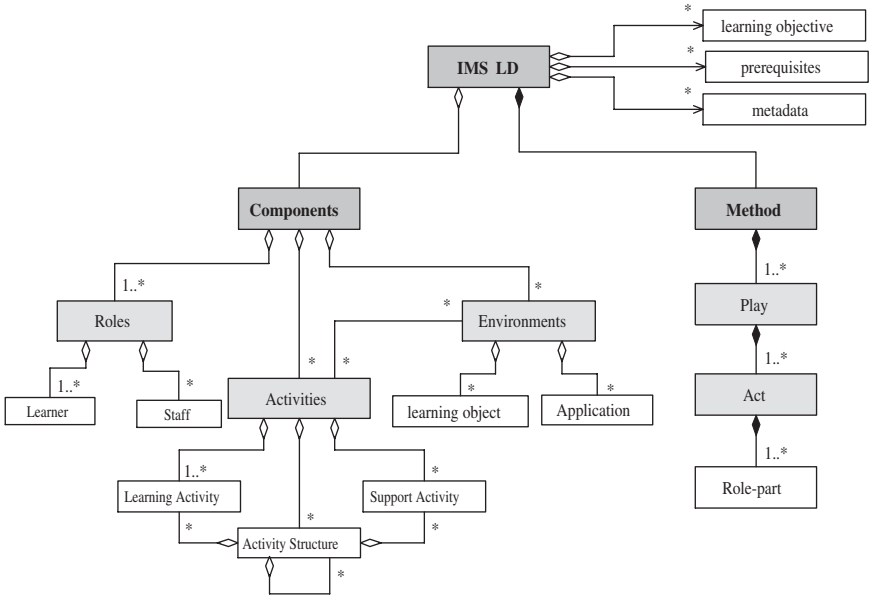 *
learning objective
IMS LD
*
prerequisites
*
metadata
Components
Method
1..*
*
1..*
Roles
*
Environments
Play
1..*
*
*
*
*
*
1..*
Learner
Staff
Activities
learning object
Application
Act
1..*
*
1..*
Learning Activity
Support Activity
Role-part
*
*
*
Activity Structure
*